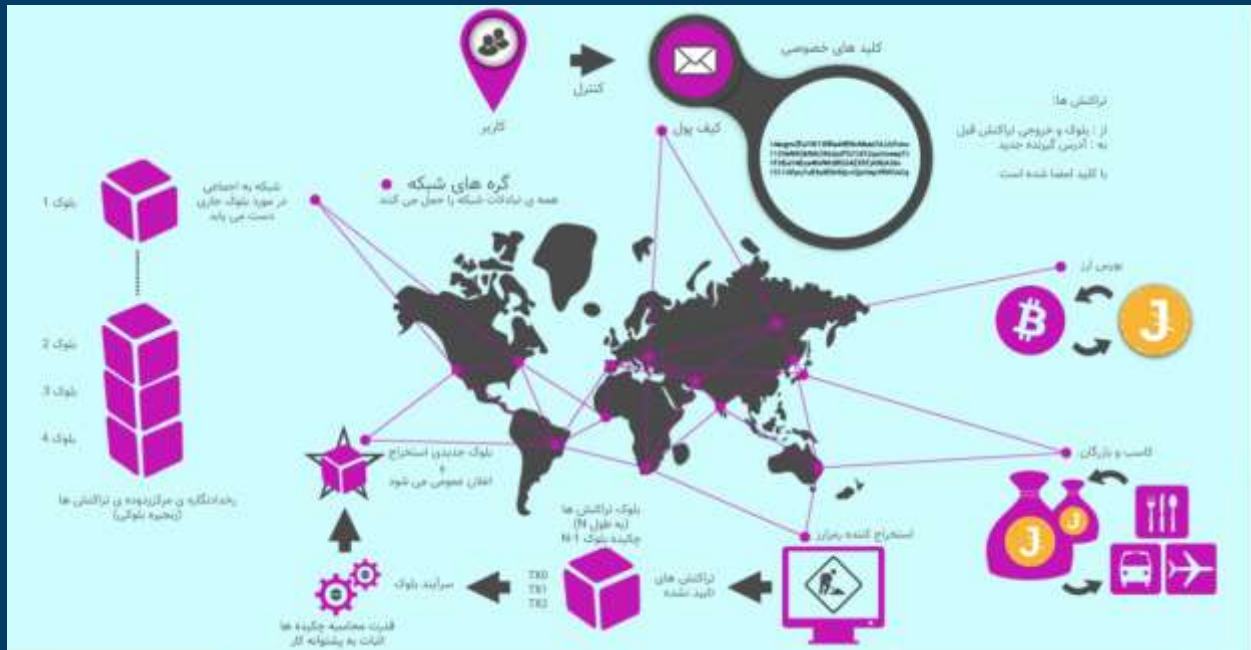 کاربر
کنترل
کلید های خصوصی
کیف پول
تراکنش ها:
از : بلوک و خروجی تراکنش قبل
به : آدرس گیرنده جدید
با کلید امضا شده است
گره های شبکه
همه ی تبادلات شبکه را حمل می کنند
شبکه به اجماعی
در مورد بلوک جاری
دست می یابد
بلوک 1
بلوک 2
بلوک 3
بلوک 4
رخدادنگاره ی مرکززدوده ی تراکنش ها
(زنجیره بلوکی)
بورس ارز
B
J
کاسب و بازرگان
J
J
استخراج کننده رمزارز
تراکنش های
تایید نشده
بلوک تراکنش ها
(به طول N)
چکیده بلوک N-1
TX0
TX1
TX2
سرآیند بلوک
قدرت محاسبه چکیده ها
اثبات به پشتوانه کار
بلوک جدیدی استخراج
و
اعلان عمومی می شود